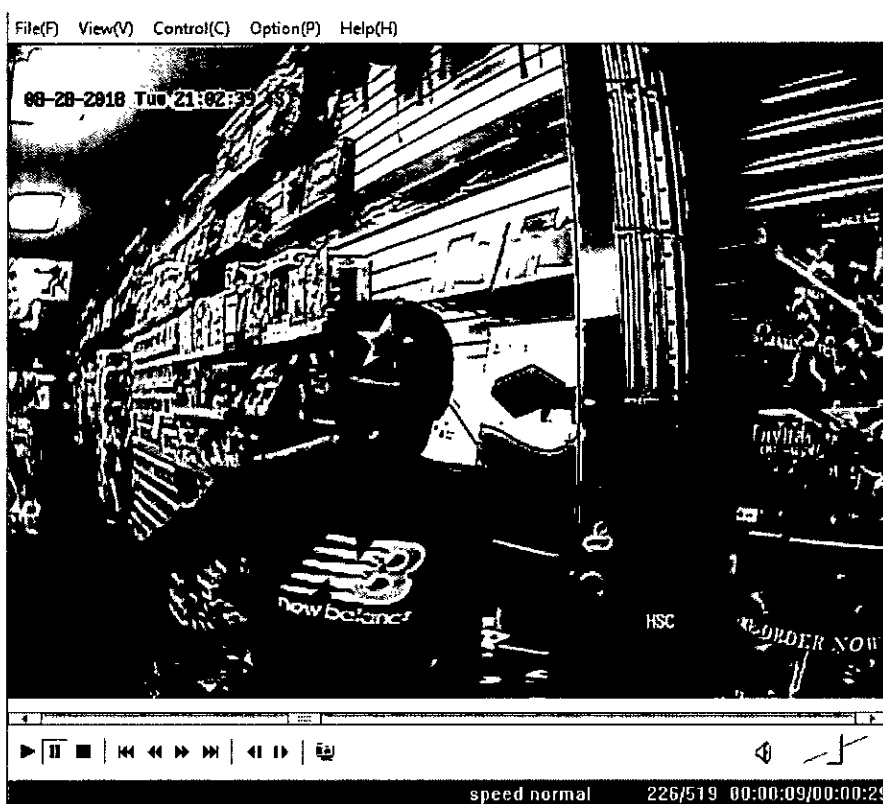 File(F) View(V) Control(C) Option(P) Help(H)
08-28-2018 Tue 21:02:39
new balance
HSC
ORDER NOW
speed normal 226/519 00:00:09/00:00:29